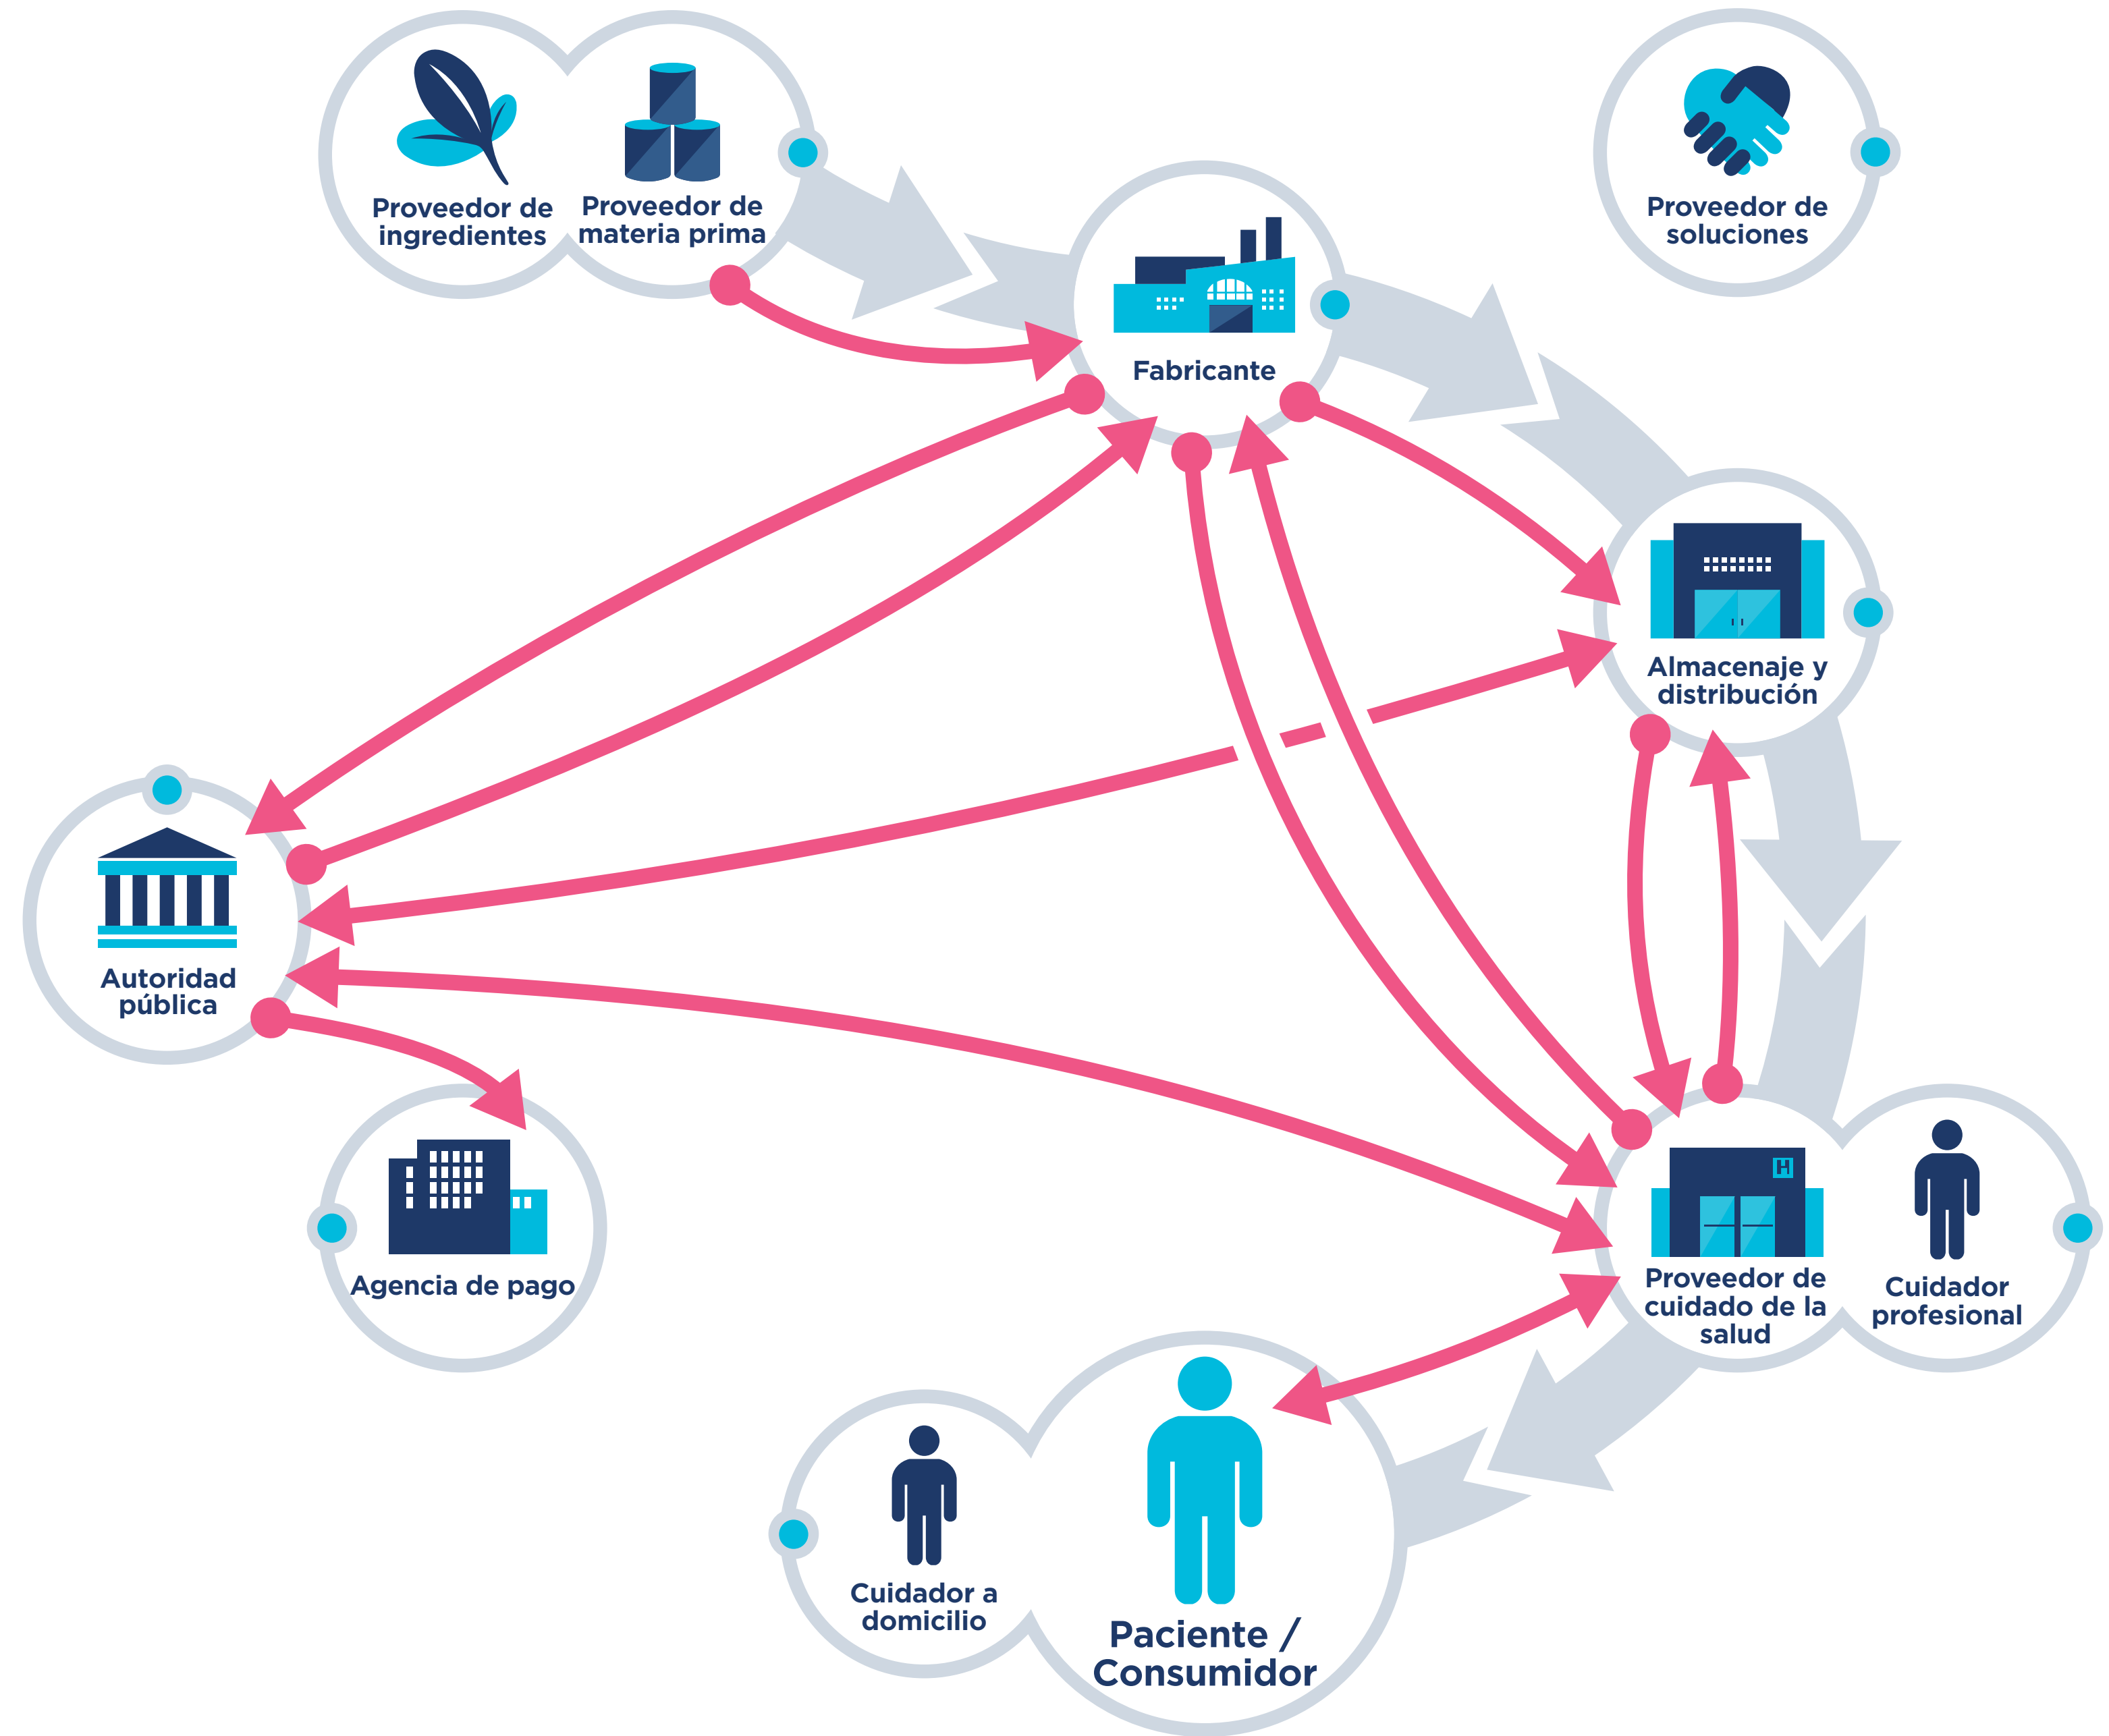 Proveedor de
ingredientes
Proveedor de
materia prima
Proveedor de
soluciones
Fabricante
Almacenaje y
distribución
Autoridad
pública
Agencia de pago
H
Proveedor de
cuidado de la
salud
Cuidador
profesional
Cuidador a
domicilio
Paciente /
Consumidor